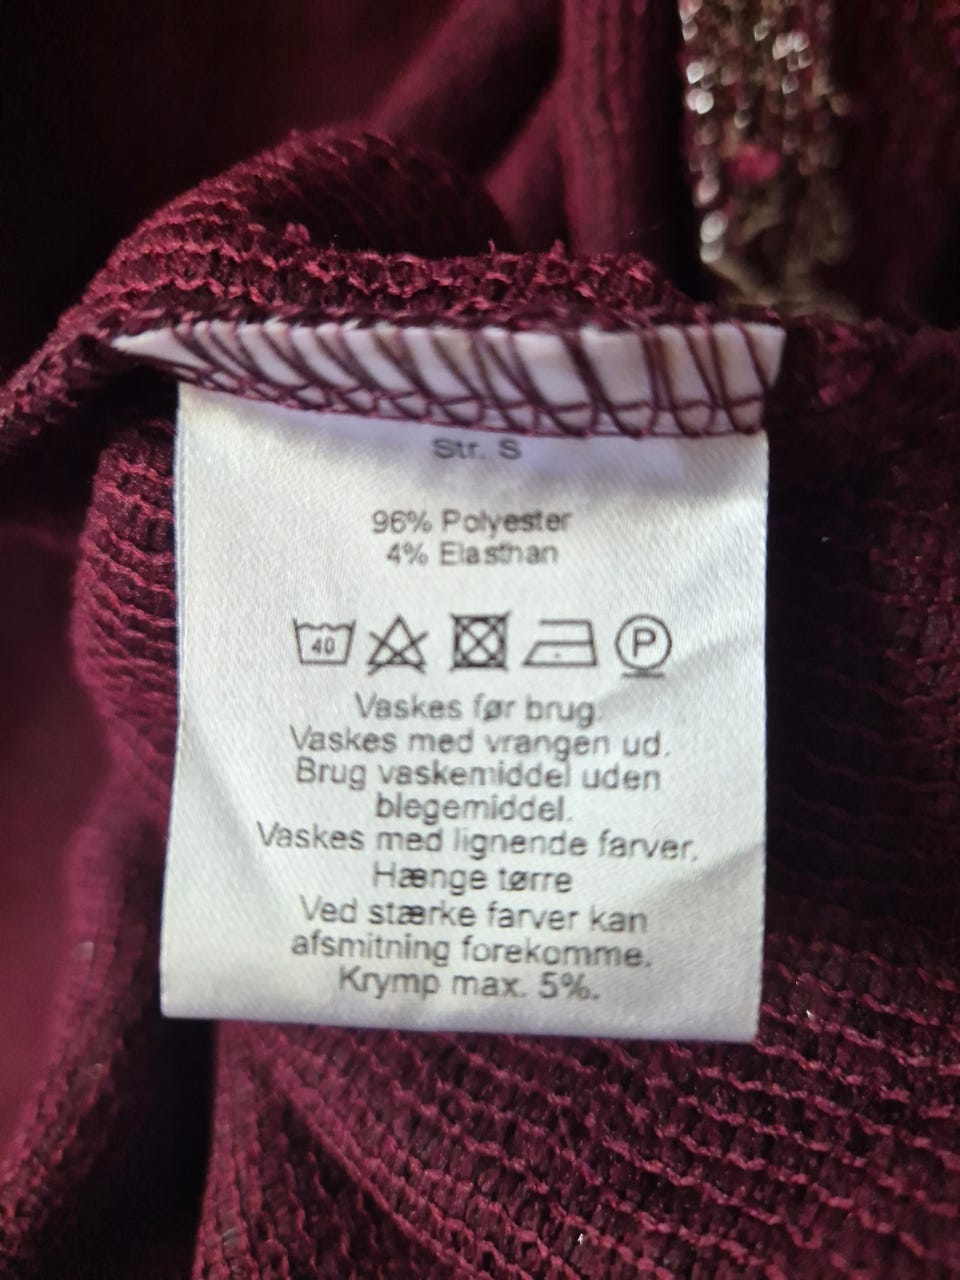 Str. S
96% Polyester
4% Elasthan
40 P
Vaskes før brug.
Vaskes med vrangen ud.
Brug vaskemiddel uden
blegemiddel.
Vaskes med lignende farver.
Hænge tørre
Ved stærke farver kan
afsmitning forekomme.
Krymp max. 5%.